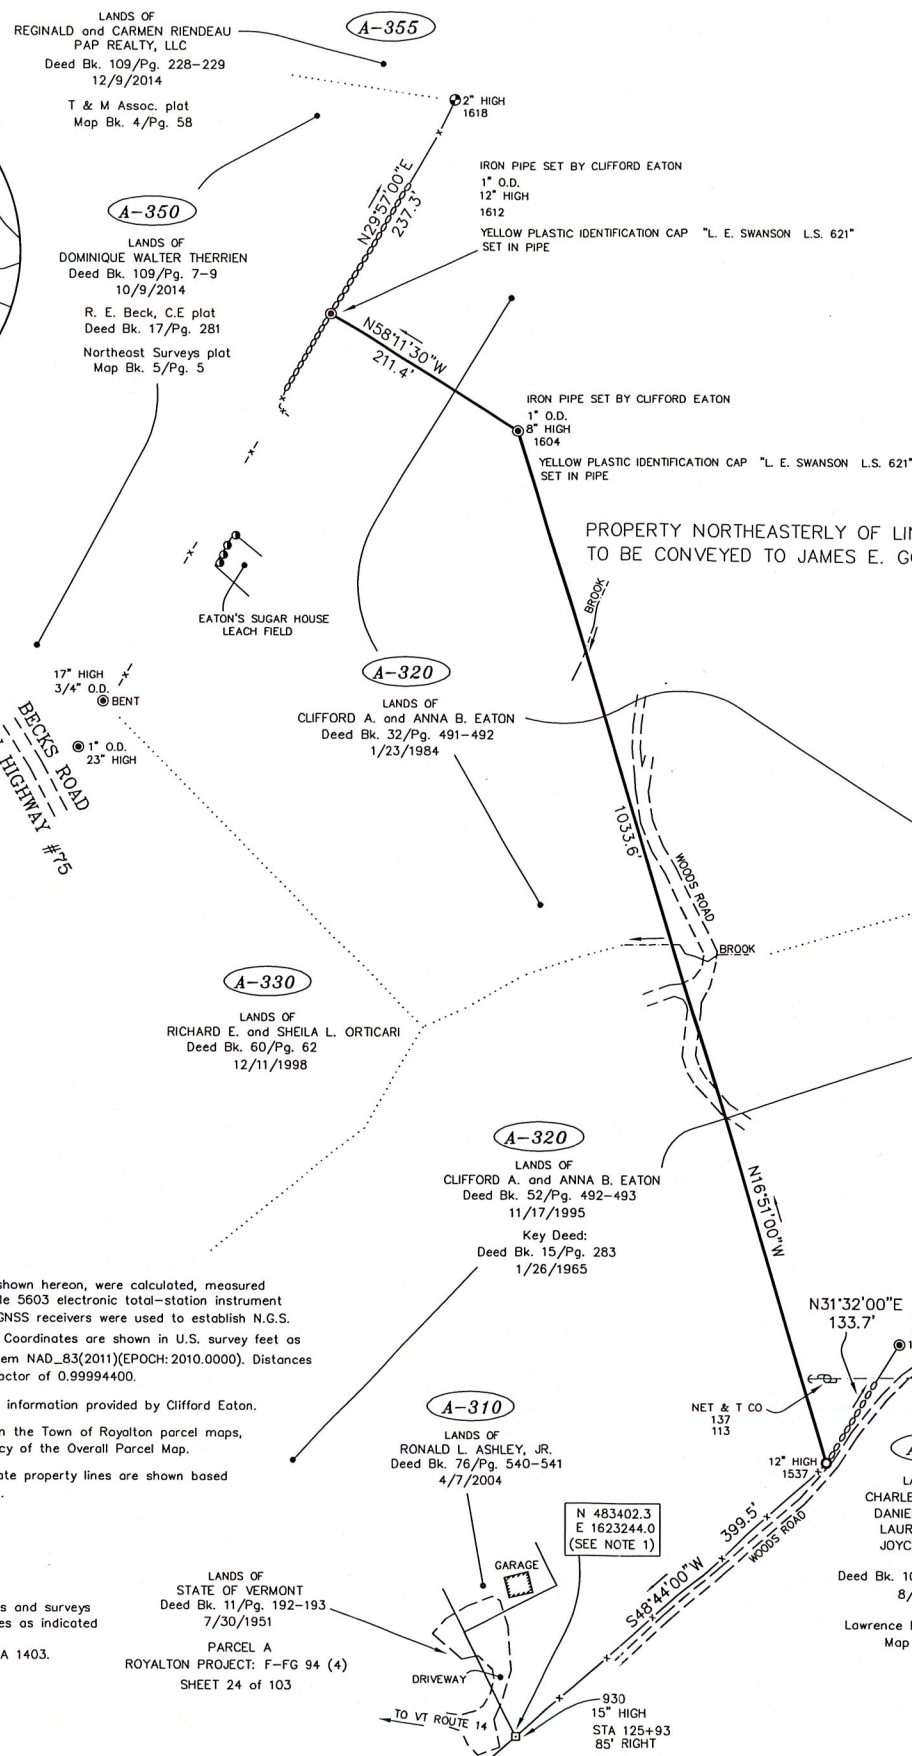 LANDS OF
REGINALD and CARMEN RIENDEAU
PAP REALTY, LLC
Deed Bk. 109/Pg. 228-229
12/9/2014
T & M Assoc. plat
Map Bk. 4/Pg. 58
A-355
2" HIGH
1618
N29°57'00"E
237.3'
IRON PIPE SET BY CLIFFORD EATON
1" O.D.
12" HIGH
1612
YELLOW PLASTIC IDENTIFICATION CAP "L. E. SWANSON L.S. 621"
SET IN PIPE
A-350
LANDS OF
DOMINIQUE WALTER THERRIEN
Deed Bk. 109/Pg. 7-9
10/9/2014
R. E. Beck, C.E plat
Deed Bk. 17/Pg. 281
Northeast Surveys plat
Map Bk. 5/Pg. 5
N58°11'30"W
211.4'
IRON PIPE SET BY CLIFFORD EATON
1" O.D.
8" HIGH
1604
YELLOW PLASTIC IDENTIFICATION CAP "L. E. SWANSON L.S. 621"
SET IN PIPE
PROPERTY NORTHEASTERLY OF
TO BE CONVEYED TO JAMES E.
BROOK
EATON'S SUGAR HOUSE
LEACH FIELD
17" HIGH
3/4" O.D.
BENT
1" O.D.
23" HIGH
BECKS ROAD
HIGHWAY #75
A-320
LANDS OF
CLIFFORD A. and ANNA B. EATON
Deed Bk. 32/Pg. 491-492
1/23/1984
1033.6'
WOODS ROAD
BROOK
A-330
LANDS OF
RICHARD E. and SHEILA L. ORTICARI
Deed Bk. 60/Pg. 62
12/11/1998
A-320
LANDS OF
CLIFFORD A. and ANNA B. EATON
Deed Bk. 52/Pg. 492-493
11/17/1995
Key Deed:
Deed Bk. 15/Pg. 283
1/26/1965
N16°51'00"W
shown hereon, were calculated, measured
5603 electronic total-station instrument
GNSS receivers were used to establish N.G.S.
Coordinates are shown in U.S. survey feet as
NAD_83(2011)(EPOCH: 2010.0000). Distances
of 0.99994400.
information provided by Clifford Eaton.
the Town of Royalton parcel maps,
of the Overall Parcel Map.
property lines are shown based
N31°32'00"E
133.7'
NET & T CO
137
113
12" HIGH
1537
A-310
LANDS OF
RONALD L. ASHLEY, JR.
Deed Bk. 76/Pg. 540-541
4/7/2004
N 483402.3
E 1623244.0
(SEE NOTE 1)
399.5'
S48°44'00"W
WOODS ROAD
Deed Bk.
Lawrence
Map
GARAGE
LANDS OF
STATE OF VERMONT
Deed Bk. 11/Pg. 192-193
7/30/1951
PARCEL A
ROYALTON PROJECT: F-FG 94 (4)
SHEET 24 of 103
and surveys
as indicated
1403.
DRIVEWAY
TO VT ROUTE 14
930
15" HIGH
STA 125+93
85' RIGHT